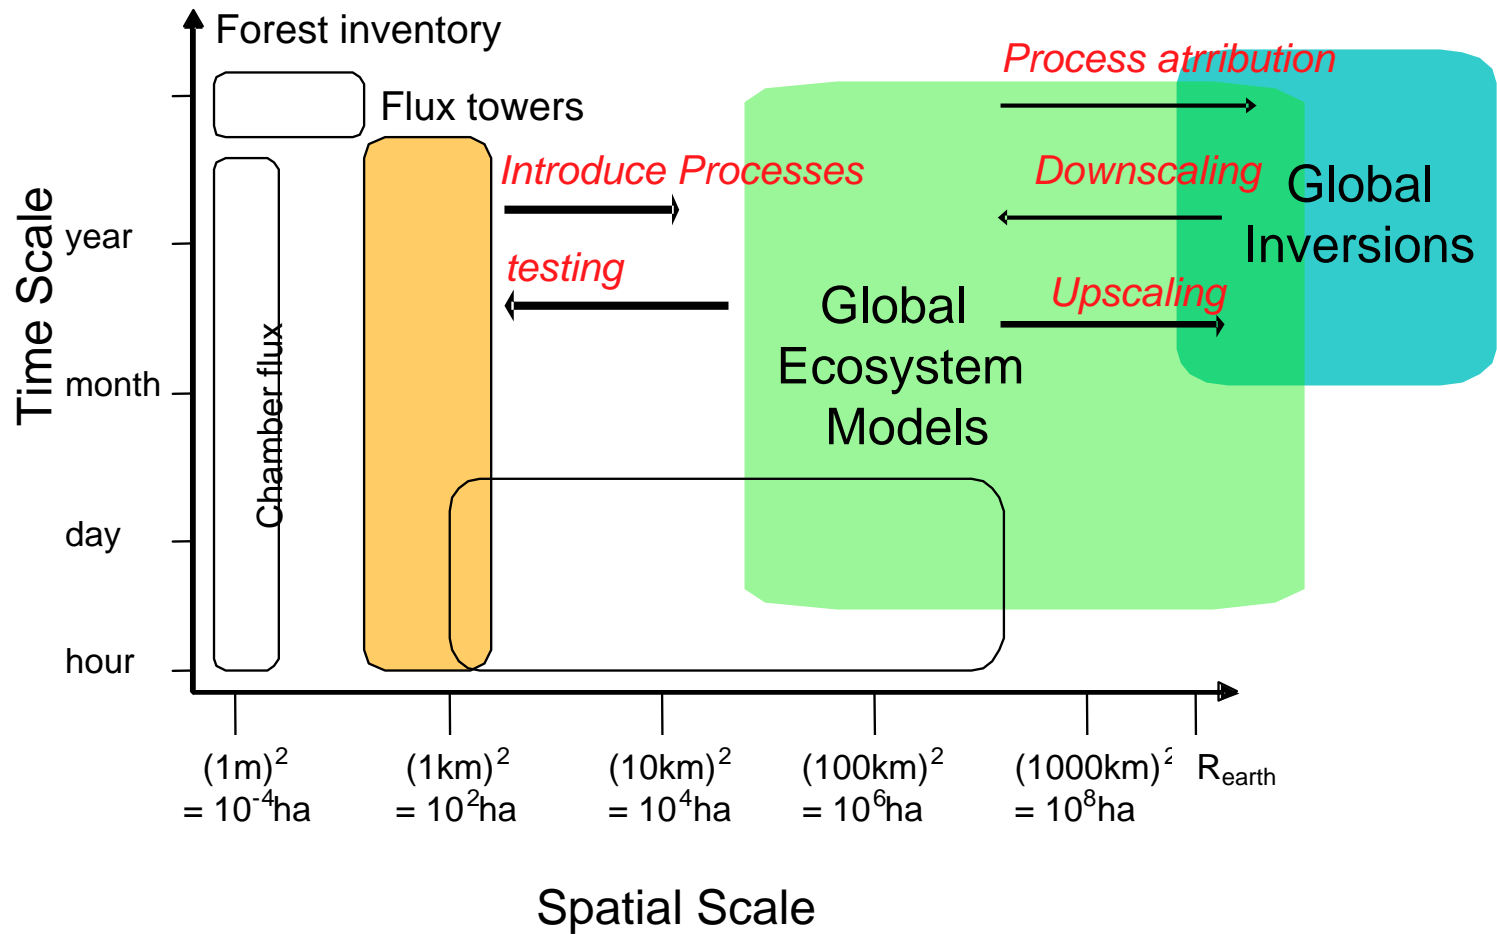 Forest inventory
Process atrribution
Flux towers
Introduce Processes
Downscaling
Global
Inversions
testing
Upscaling
Global
Ecosystem
Models
Chamber flux
Time Scale
year
month
day
hour
(1m)²
= 10⁻⁴ha
(1km)²
= 10²ha
(10km)²
= 10⁴ha
(100km)²
= 10⁶ha
(1000km)²
= 10⁸ha
Rₑₐᵣₜₕ
Spatial Scale